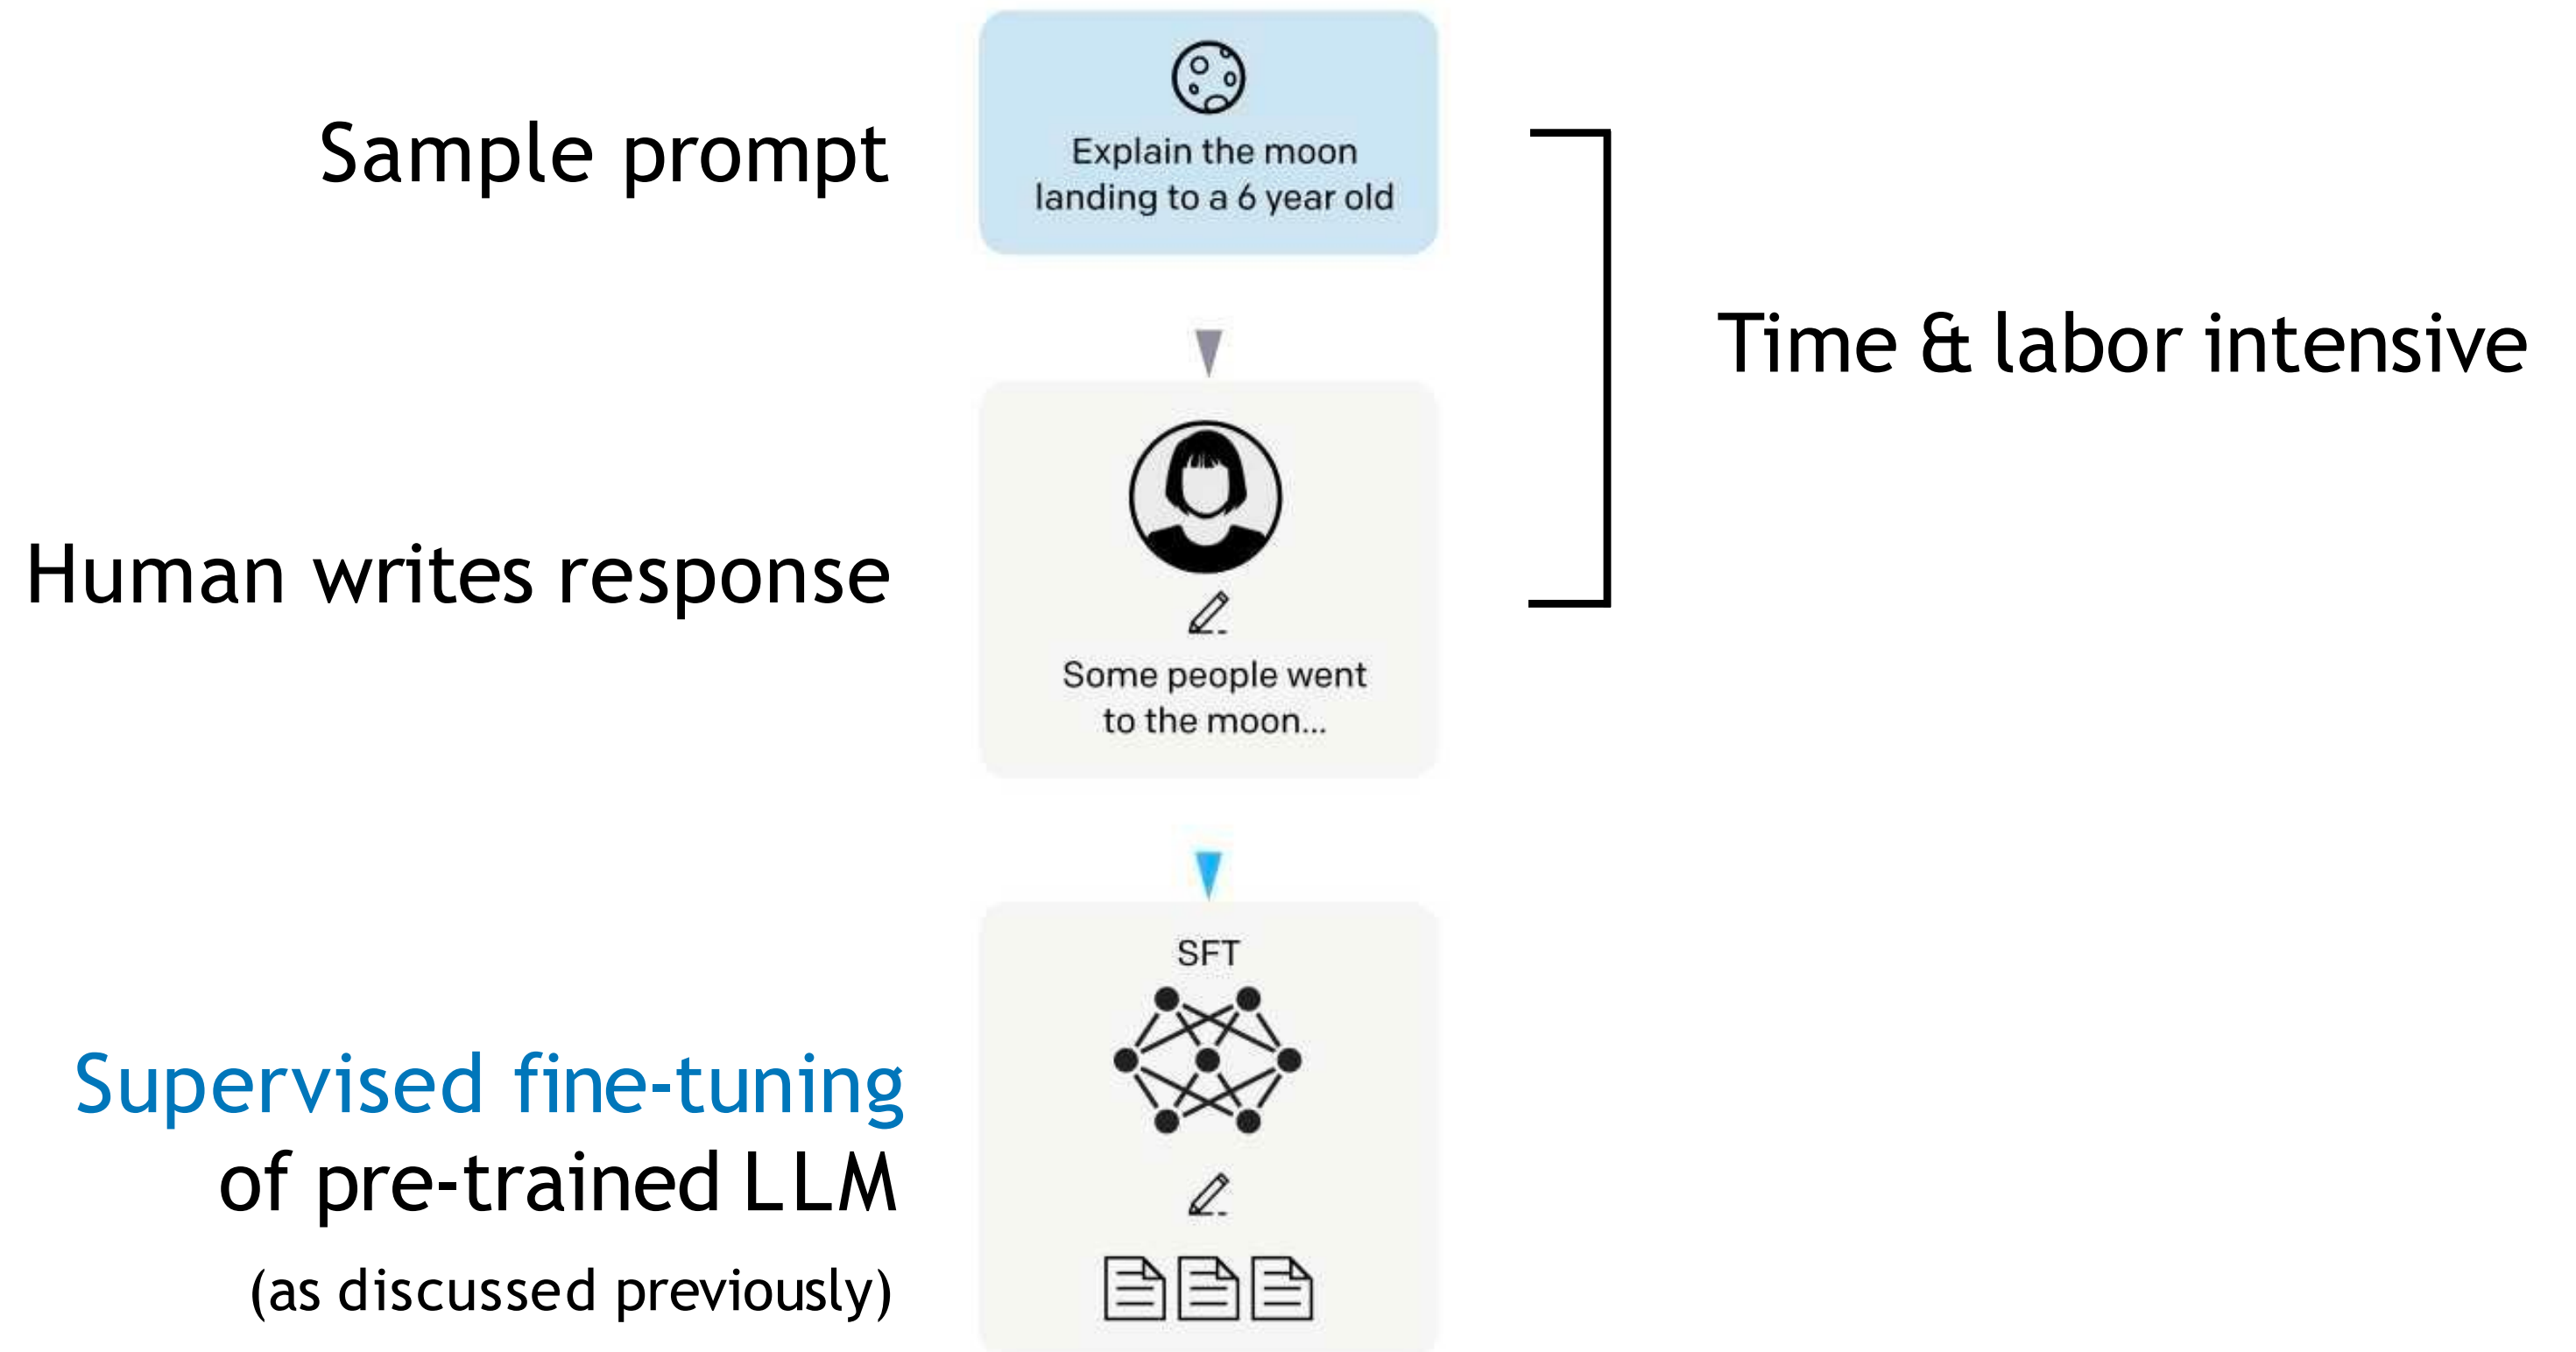 Sample prompt
Explain the moon
landing to a 6 year old
Time & labor intensive
Human writes response
Some people went
to the moon...
SFT
Supervised fine-tuning
of pre-trained LLM
(as discussed previously)